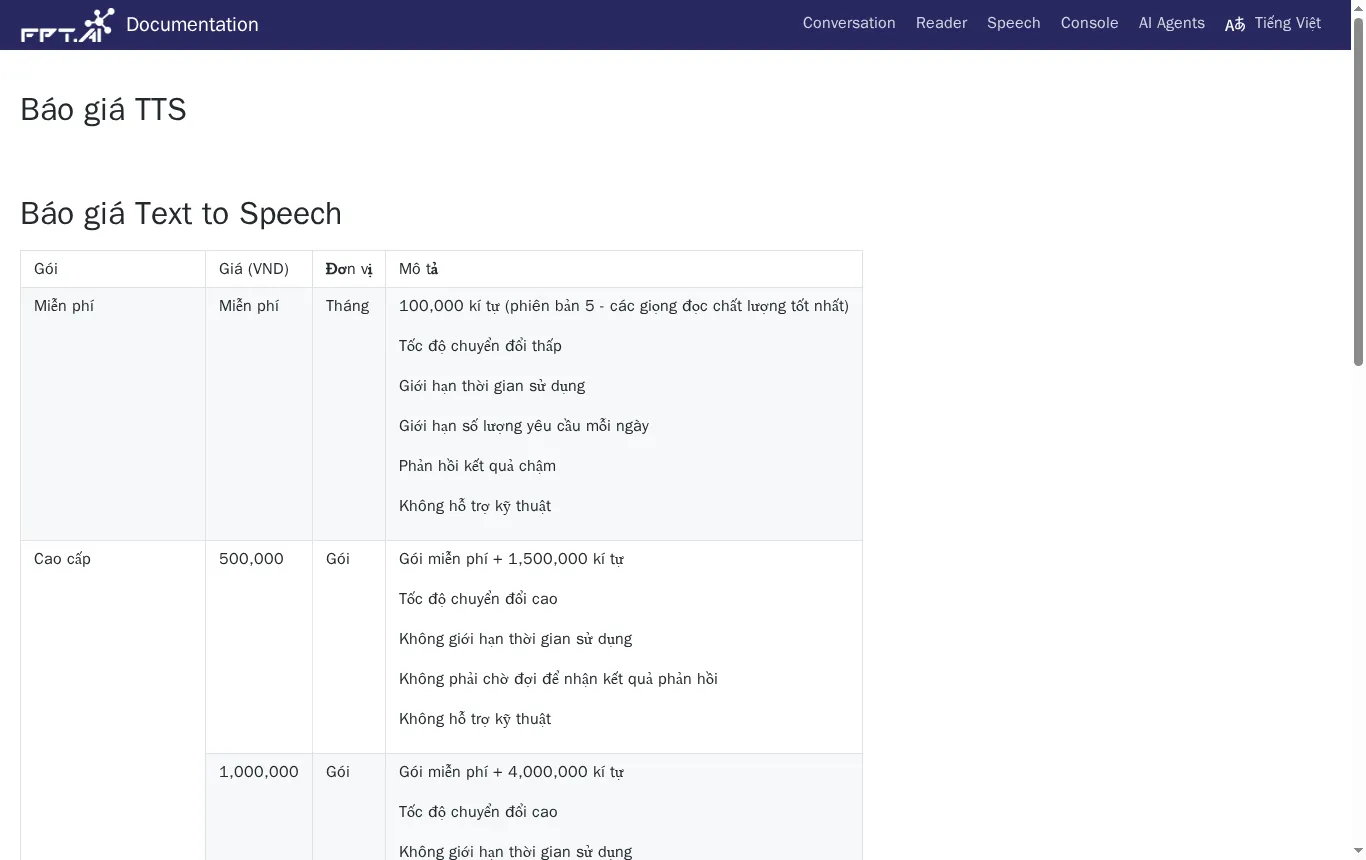 FPT.AI Documentation
Conversation Reader Speech Console AI Agents Aあ Tiếng Việt
Báo giá TTS
Báo giá Text to Speech
Gói Giá (VND) Đơn vị Mô tả
Miễn phí Miễn phí Tháng 100,000 kí tự (phiên bản 5 - các giọng đọc chất lượng tốt nhất)
Tốc độ chuyển đổi thấp
Giới hạn thời gian sử dụng
Giới hạn số lượng yêu cầu mỗi ngày
Phản hồi kết quả chậm
Không hỗ trợ kỹ thuật
Cao cấp 500,000 Gói Gói miễn phí + 1,500,000 kí tự
Tốc độ chuyển đổi cao
Không giới hạn thời gian sử dụng
Không phải chờ đợi để nhận kết quả phản hồi
Không hỗ trợ kỹ thuật
1,000,000 Gói Gói miễn phí + 4,000,000 kí tự
Tốc độ chuyển đổi cao
Không giới hạn thời gian sử dụng